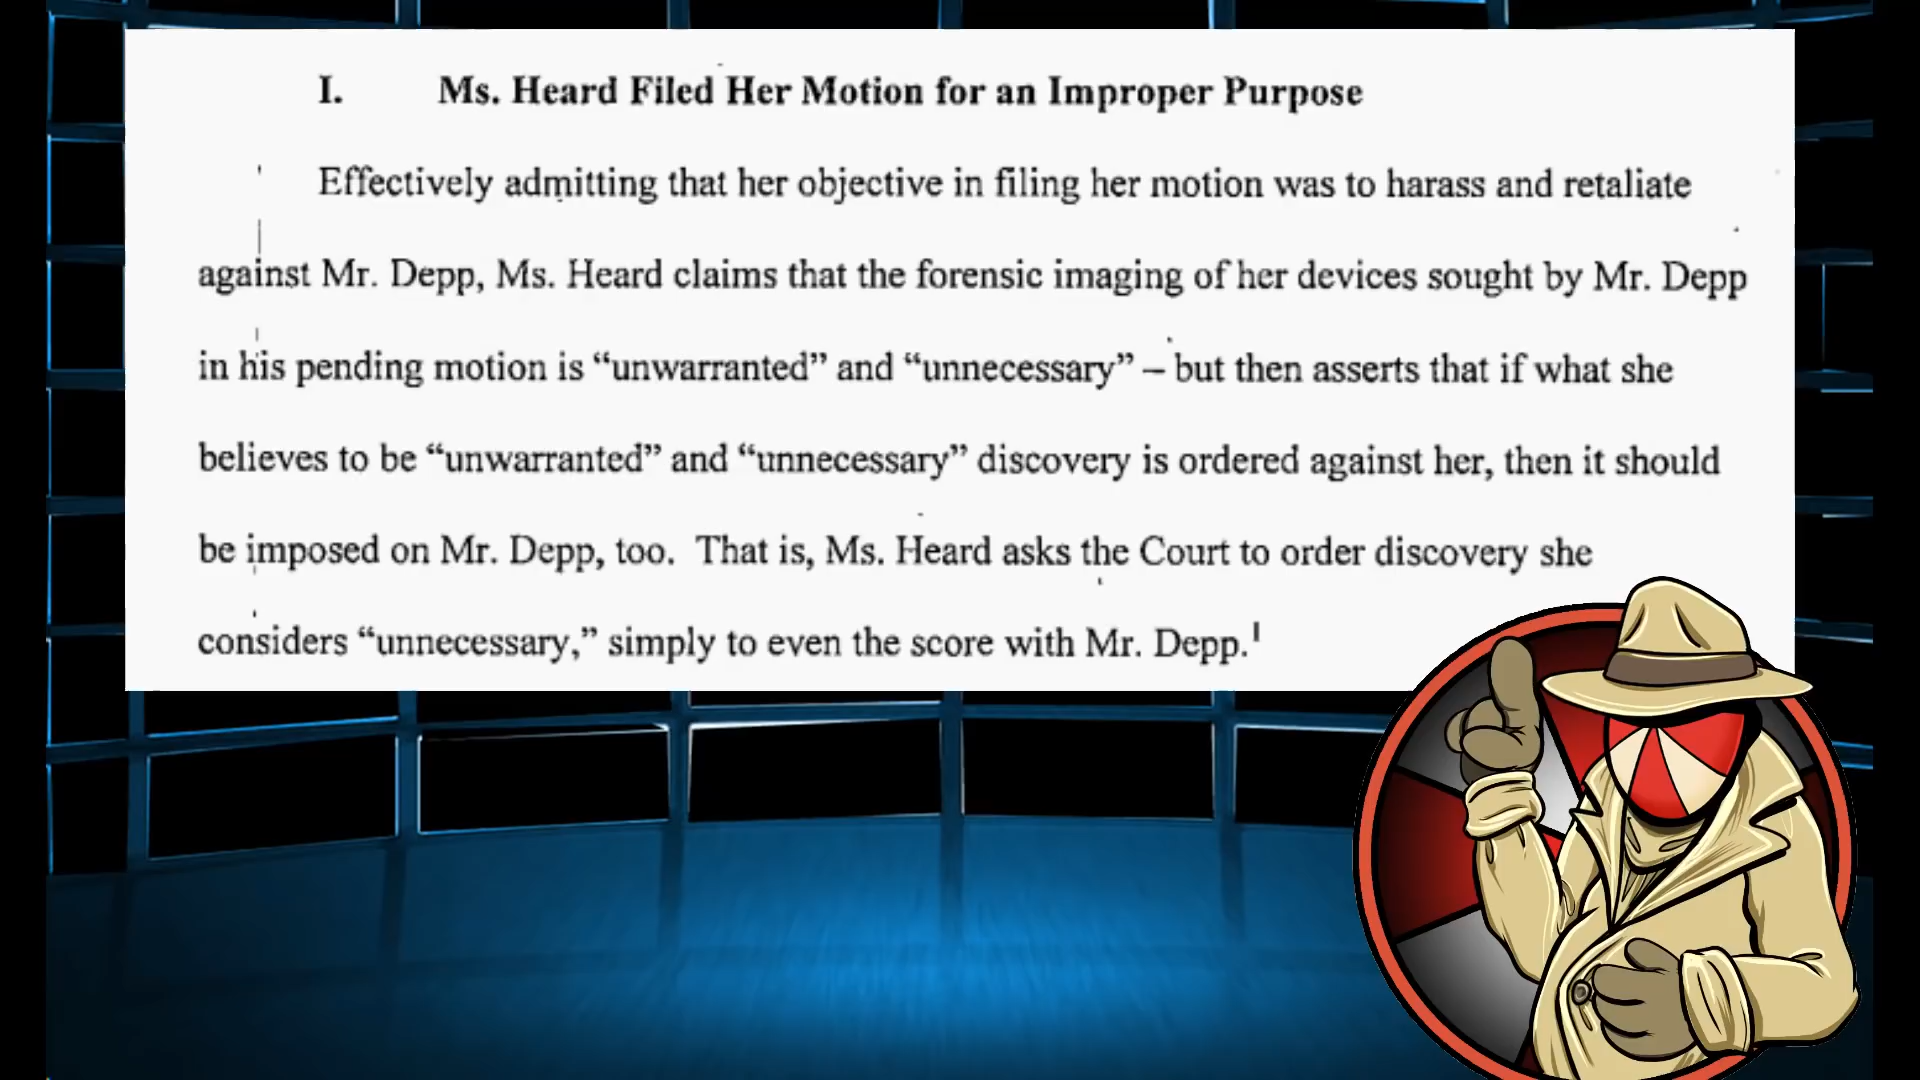 I. Ms. Heard Filed Her Motion for an Improper Purpose
Effectively admitting that her objective in filing her motion was to harass and retaliate
against Mr. Depp, Ms. Heard claims that the forensic imaging of her devices sought by Mr. Depp
in his pending motion is “unwarranted” and “unnecessary” – but then asserts that if what she
believes to be “unwarranted” and “unnecessary” discovery is ordered against her, then it should
be imposed on Mr. Depp, too. That is, Ms. Heard asks the Court to order discovery she
considers “unnecessary,” simply to even the score with Mr. Depp.¹